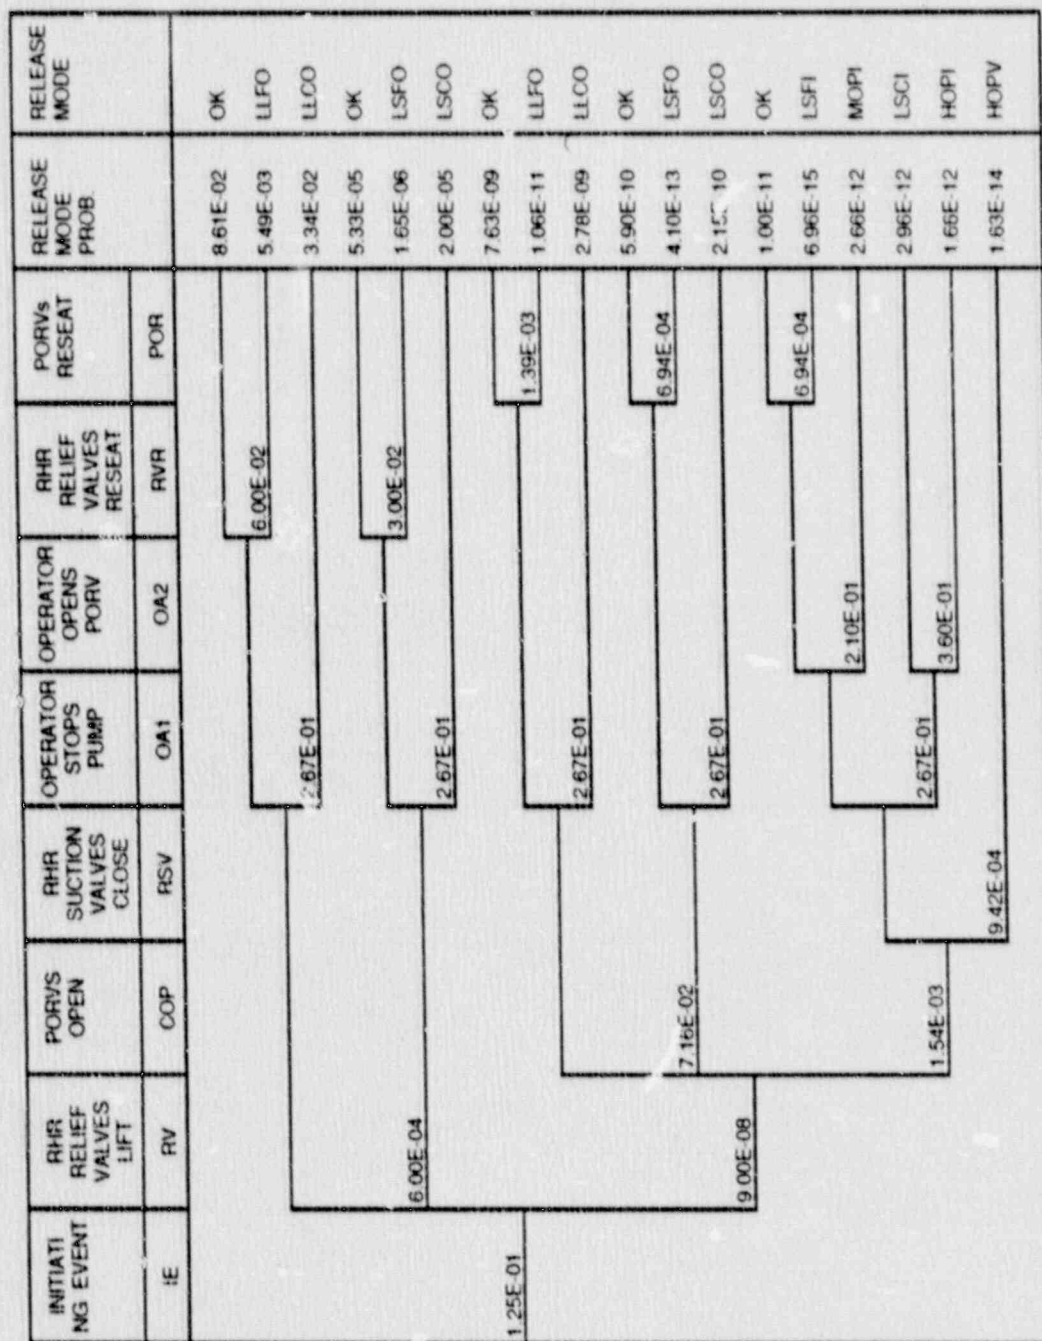 INITIATI
NG EVENT
IE
RHR
RELIEF
VALVES
LIFT
RV
PORVS
OPEN
COP
RHR
SUCTION
VALVES
CLOSE
RSV
OPERATOR
STOPS
PUMP
OA1
OPERATOR
OPENS
PORV
OA2
RHR
RELIEF
VALVES
RESEAT
RVR
PORVs
RESEAT
POR
RELEASE
MODE
PROB.
RELEASE
MODE
1.25E-01
6.00E-04
9.00E-08
7.16E-02
1.54E-03
9.42E-04
2.67E-01
2.67E-01
2.67E-01
2.67E-01
2.67E-01
2.10E-01
3.60E-01
6.00E-02
3.00E-02
1.39E-03
6.94E-04
6.94E-04
8.61E-02 OK
5.49E-03 LLFO
3.34E-02 LLCO
5.33E-05 OK
1.65E-06 LSFO
2.00E-05 LSCO
7.63E-09 OK
1.06E-11 LLFO
2.78E-09 LLCO
5.90E-10 OK
4.10E-13 LSFO
LSCO
1.00E-11 OK
6.96E-15 LSFI
2.66E-12 MOPI
2.96E-12 LSCI
1.66E-12 HOPI
1.63E-14 HOPV